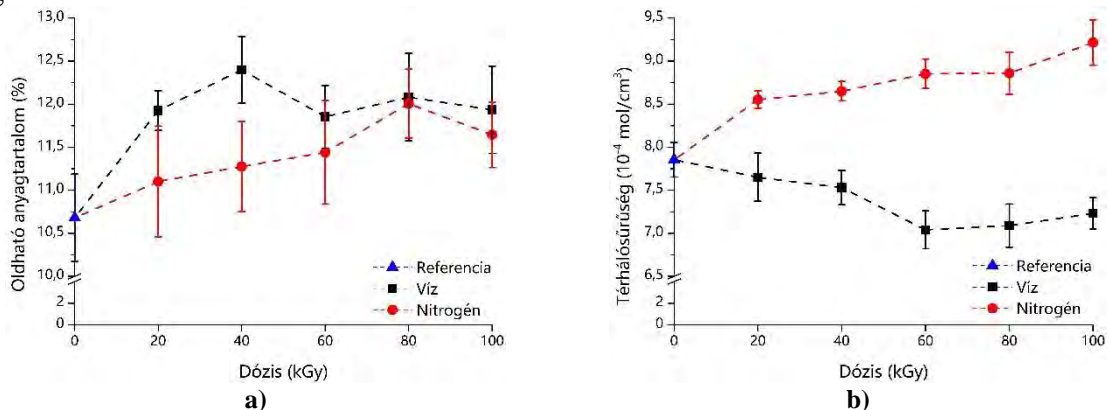 Oldható anyagtartalom (%)
13,0
12,5
12,0
11,5
11,0
10,5
10,0
2
0
Referencia
Víz
Nitrogén
0 20 40 60 80 100
Dózis (kGy)
a)
Térhálósűrűség (10⁻⁴ mol/cm³)
9,5
9,0
8,5
8,0
7,5
7,0
6,5
2
0
Referencia
Víz
Nitrogén
0 20 40 60 80 100
Dózis (kGy)
b)